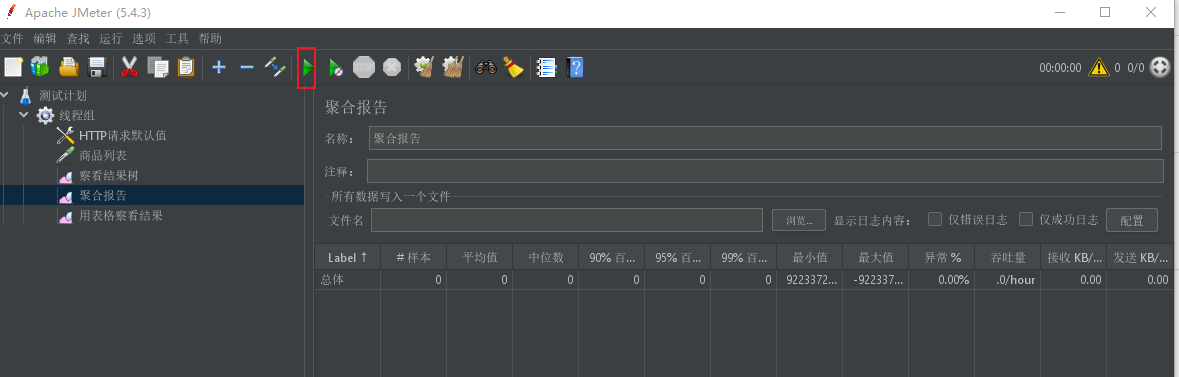 Apache JMeter (5.4.3)
文件 编辑 查找 运行 选项 工具 帮助
STOP
00:00:00 0 0/0
测试计划
线程组
HTTP请求默认值
商品列表
察看结果树
聚合报告
用表格察看结果
聚合报告
名称： 聚合报告
注释：
所有数据写入一个文件
文件名 浏览... 显示日志内容： 仅错误日志 仅成功日志 配置
Label ↑ # 样本 平均值 中位数 90% 百... 95% 百... 99% 百... 最小值 最大值 异常 % 吞吐量 接收 KB/... 发送 KB/...
总体 0 0 0 0 0 0 9223372... -922337... 0.00% .0/hour 0.00 0.00